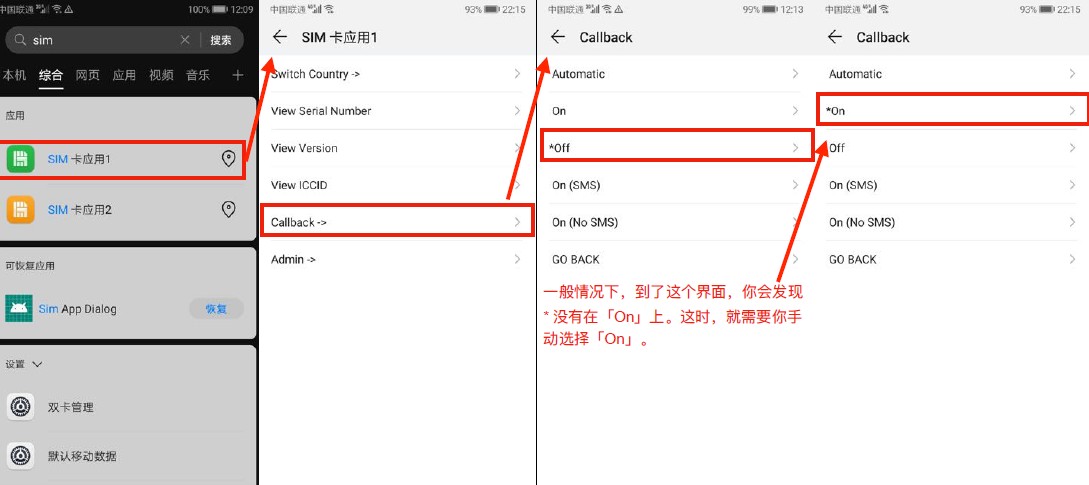 中国联通 100% 12:09
sim 搜索
本机 综合 网页 应用 视频 音乐
应用
SIM 卡应用1
SIM 卡应用2
可恢复应用
Sim App Dialog 恢复
设置
双卡管理
默认移动数据
中国联通 93% 22:15
SIM 卡应用1
Switch Country ->
View Serial Number
View Version
View ICCID
Callback ->
Admin ->
中国联通 99% 12:13
Callback
Automatic
On
*Off
On (SMS)
On (No SMS)
GO BACK
一般情况下，到了这个界面，你会发现
* 没有在「On」上。这时，就需要你手
动选择「On」。
中国联通 93% 22:15
Callback
Automatic
*On
Off
On (SMS)
On (No SMS)
GO BACK